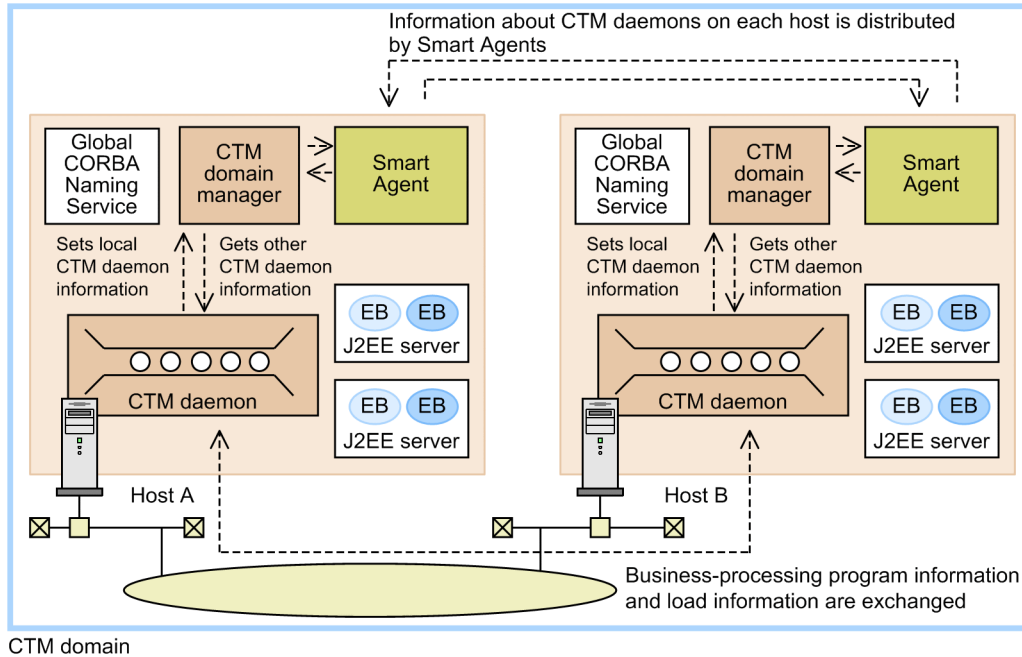 Information about CTM daemons on each host is distributed
by Smart Agents
Global
CORBA
Naming
Service
CTM
domain
manager
Smart
Agent
Sets local
CTM daemon
information
Gets other
CTM daemon
information
EB EB
J2EE server
EB EB
J2EE server
CTM daemon
Host A
Global
CORBA
Naming
Service
CTM
domain
manager
Smart
Agent
Sets local
CTM daemon
information
Gets other
CTM daemon
information
EB EB
J2EE server
EB EB
J2EE server
CTM daemon
Host B
Business-processing program information
and load information are exchanged
CTM domain